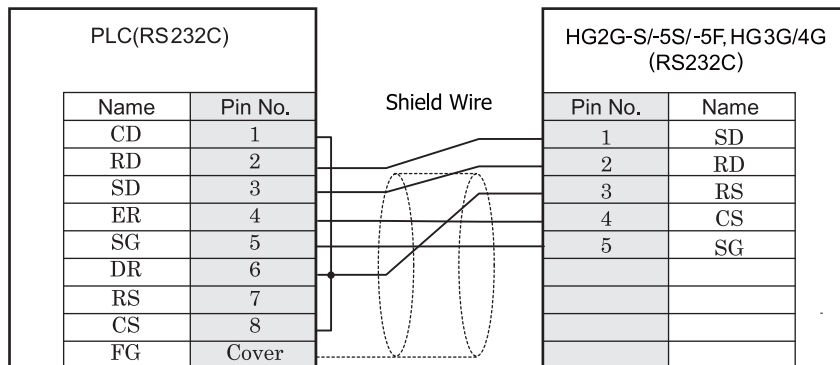 PLC(RS232C)
HG2G-S/-5S/-5F, HG3G/4G
(RS232C)
Shield Wire
Name Pin No.
CD 1
RD 2
SD 3
ER 4
SG 5
DR 6
RS 7
CS 8
FG Cover
Pin No. Name
1 SD
2 RD
3 RS
4 CS
5 SG